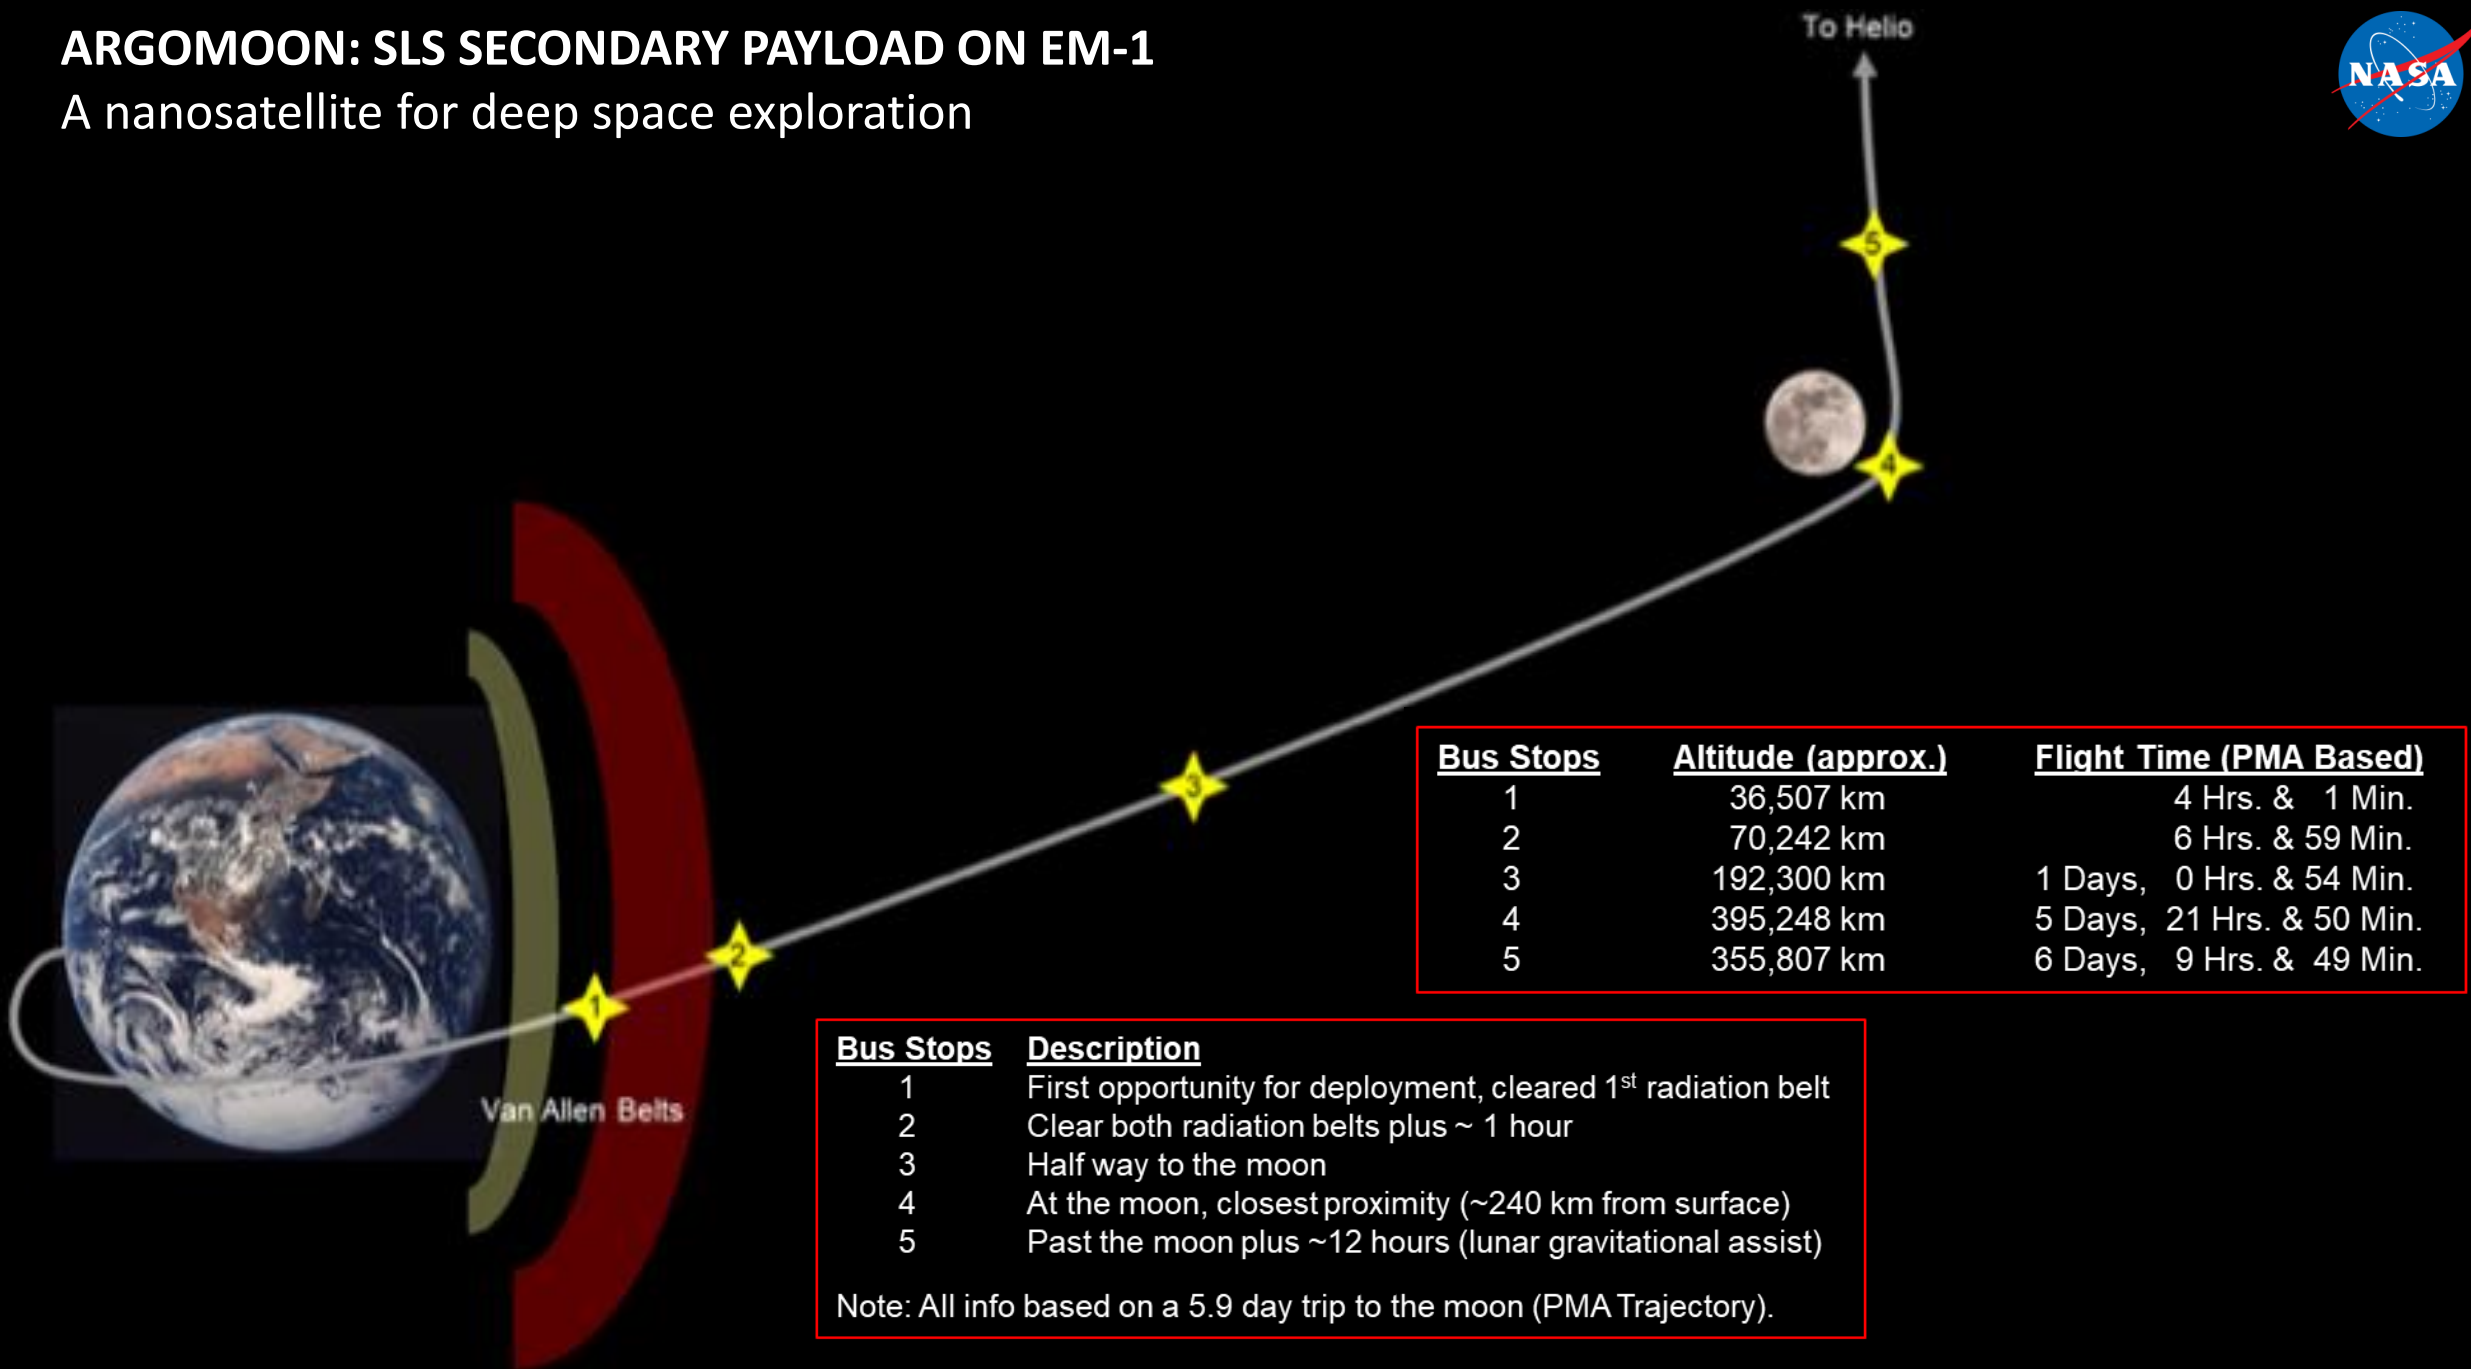 ARGOMOON: SLS SECONDARY PAYLOAD ON EM-1
A nanosatellite for deep space exploration
To Helio
NASA
5
4
3
2
1
Van Allen Belts
Bus Stops Altitude (approx.) Flight Time (PMA Based)
1 36,507 km 4 Hrs. & 1 Min.
2 70,242 km 6 Hrs. & 59 Min.
3 192,300 km 1 Days, 0 Hrs. & 54 Min.
4 395,248 km 5 Days, 21 Hrs. & 50 Min.
5 355,807 km 6 Days, 9 Hrs. & 49 Min.
Bus Stops Description
1 First opportunity for deployment, cleared 1st radiation belt
2 Clear both radiation belts plus ~ 1 hour
3 Half way to the moon
4 At the moon, closest proximity (~240 km from surface)
5 Past the moon plus ~12 hours (lunar gravitational assist)
Note: All info based on a 5.9 day trip to the moon (PMA Trajectory).